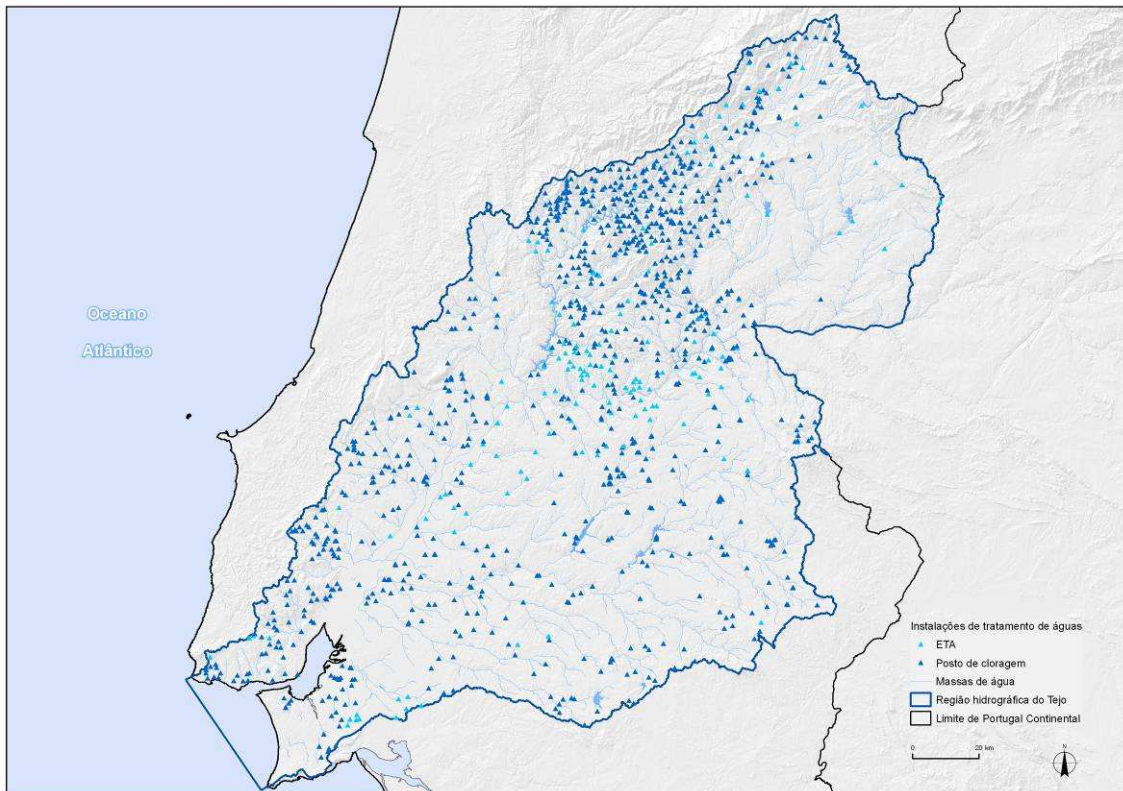 Oceano
Atlântico
Instalações de tratamento de águas
ETA
Posto de cloragem
Massas de água
Região hidrográfica do Tejo
Limite de Portugal Continental
0 20 km
N